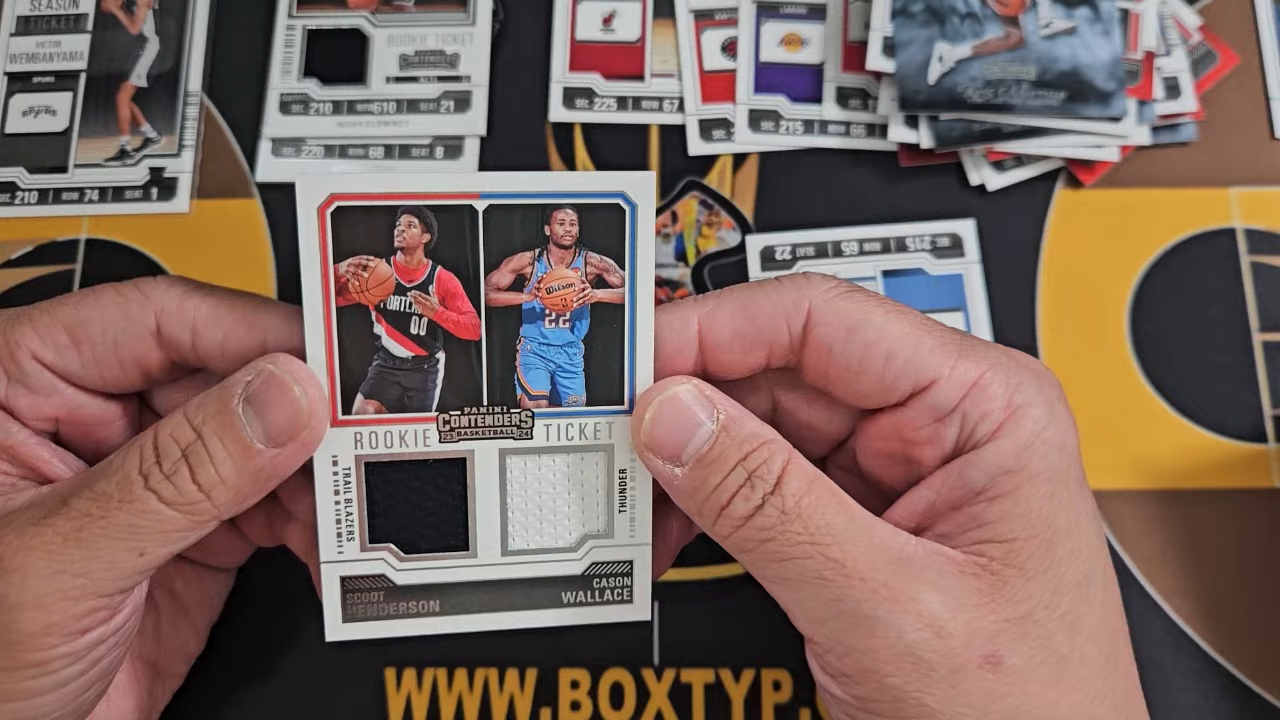 SEASON
TICKET
VICTOR
WEMBANYAMA
SPURS
SEC. 210 ROW 74 SEAT 1
ROOKIE TICKET
CONTENDERS
SEC. 210 ROW 610 SEAT 21
SEC. 220 ROW 68 SEAT 8
SEC. 225 ROW 67
SEC. 215 ROW 66
SEC. 215 ROW 65 SEAT 22
PORTLAND
00
Wilson
22
PANINI
CONTENDERS
23 BASKETBALL 24
ROOKIE TICKET
TRAIL BLAZERS
THUNDER
SCOOT
HENDERSON
CASON
WALLACE
WWW.BOXTYP.